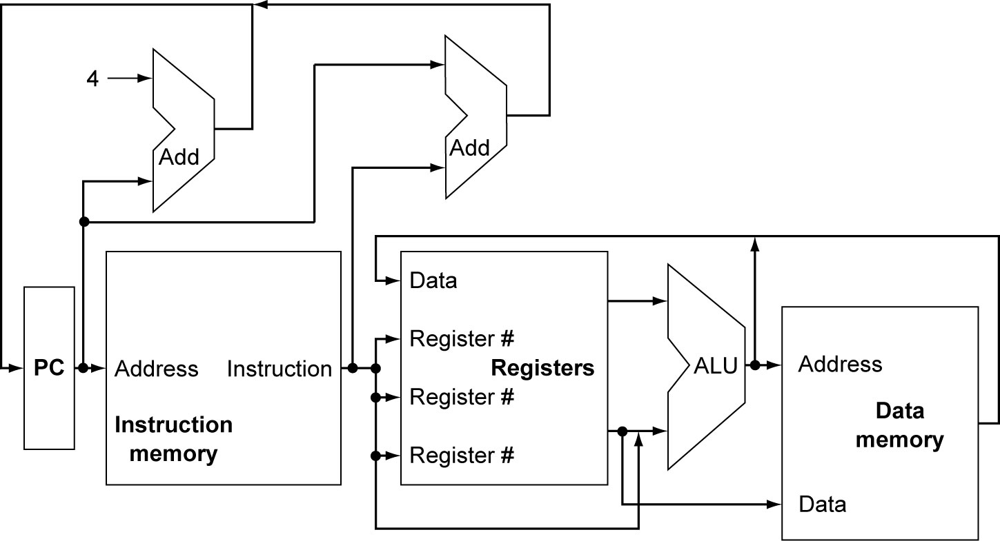 4
Add
Add
Data
Register #
PC
Address
Instruction
Registers
ALU
Address
Register #
Instruction
memory
Data
memory
Register #
Data